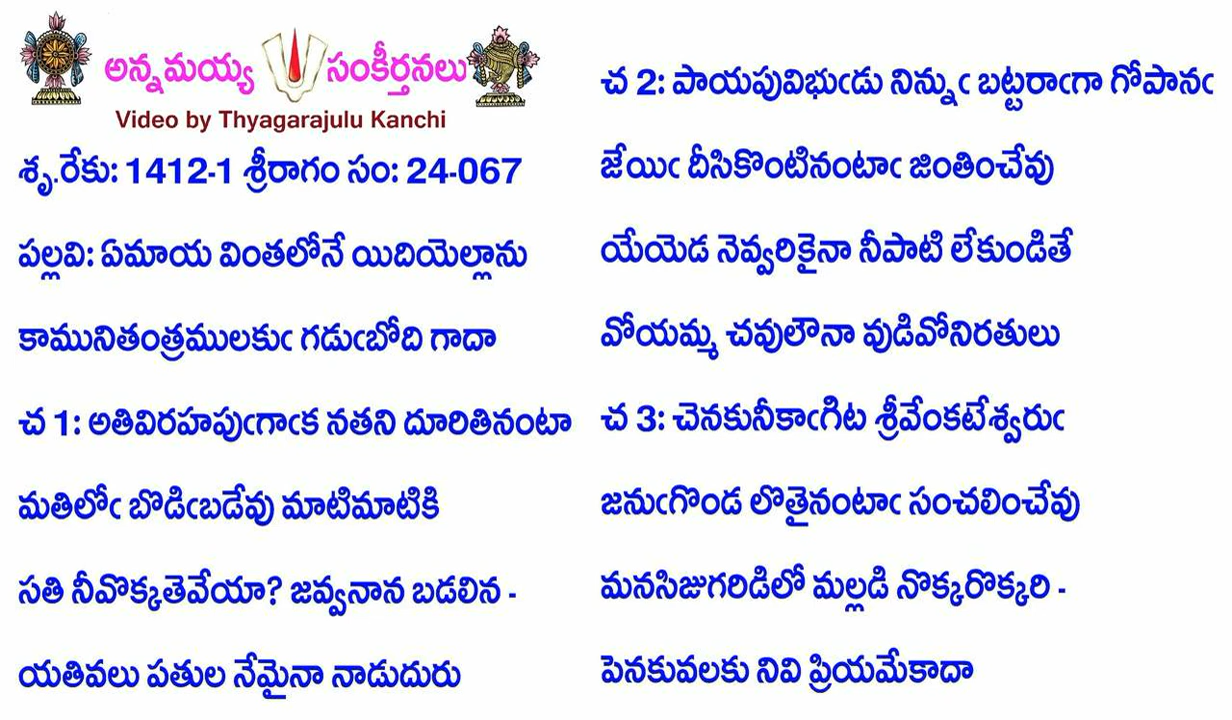 అన్నమయ్య సంకీర్తనలు
Video by Thyagarajulu Kanchi
శృ.రేకు: 1412-1 శ్రీరాగం సం: 24-067
పల్లవి: ఏమాయ వింతలోనే యిదియెల్లాను
కామునితంత్రములకుఁ గడుఁబోది గాదా
చ 1: అతివిరహపుఁగాఁక నతని దూరితినంటా
మతిలోఁ బొడిఁబడేవు మాటిమాటికి
సతి నీవొక్కతెవేయా? జవ్వనాన బడలిన -
యతివలు పతుల నేమైనా నాడుదురు
చ 2: పాయపువిభుఁడు నిన్నుఁ బట్టరాఁగా గోపానఁ
జేయిఁ దీసికొంటినంటాఁ జింతించేవు
యేయెడ నెవ్వరికైనా నీపాటి లేకుండితే
వోయమ్మ చవులౌనా వుడివోనిరతులు
చ 3: చెనకునీకాఁగిట శ్రీవేంకటేశ్వరుఁ
జనుఁగొండ లొత్తైనంటాఁ సంచలించేవు
మనసిజుగరిడిలో మల్లడి నొక్కరొక్కరి -
పెనకువలకు నివి ప్రియమేకాదా